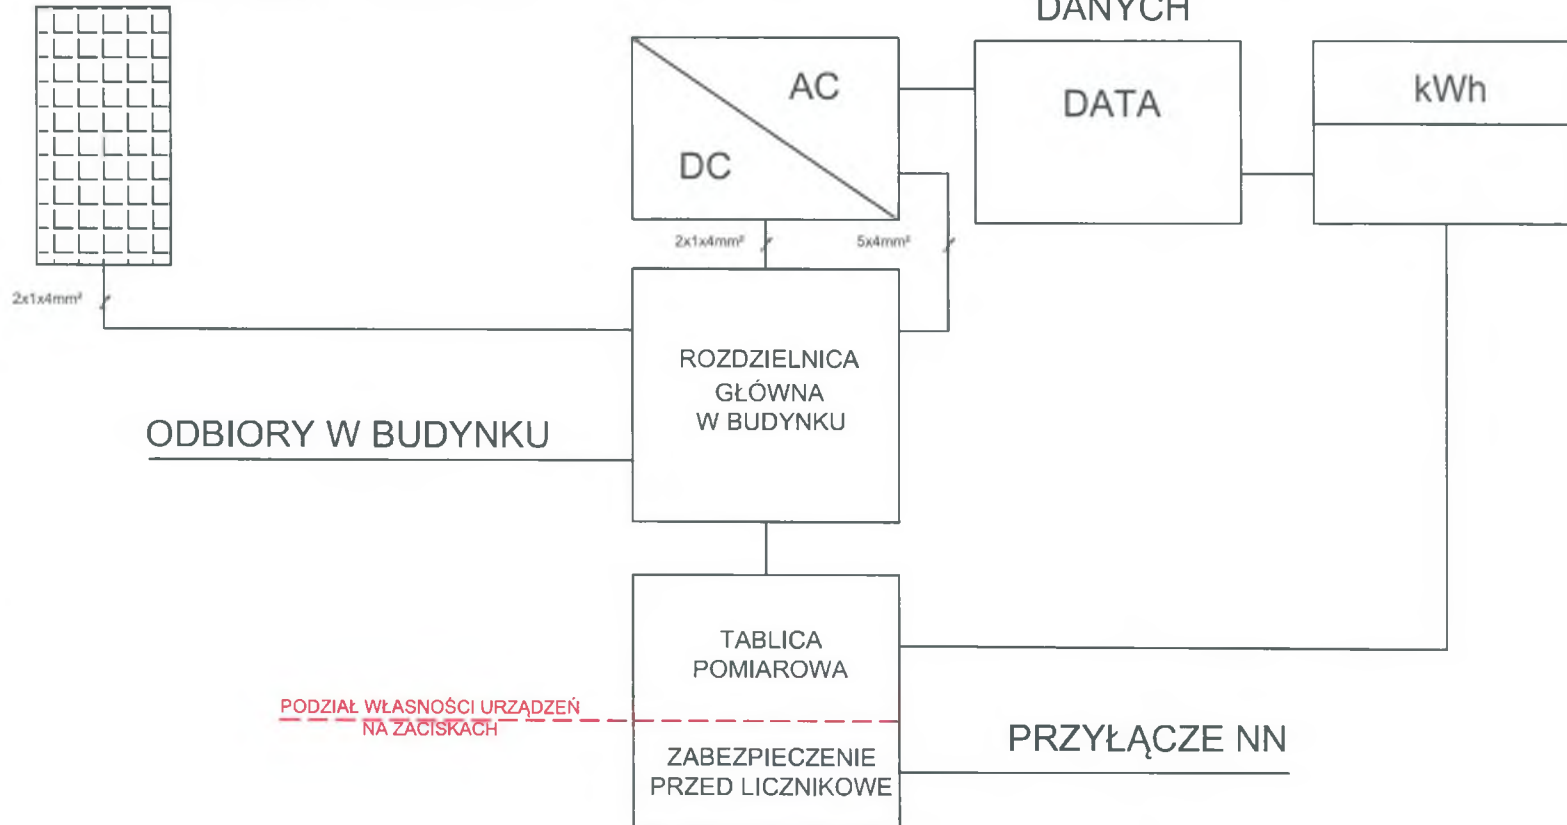 DANYCH
AC
DC
DATA
kWh
2x1x4mm²
5x4mm²
2x1x4mm²
ROZDZIELNICA
GŁÓWNA
W BUDYNKU
ODBIORY W BUDYNKU
TABLICA
POMIAROWA
PODZIAŁ WŁASNOŚCI URZĄDZEŃ
NA ZACISKACH
PRZYŁĄCZE NN
ZABEZPIECZENIE
PRZED LICZNIKOWE